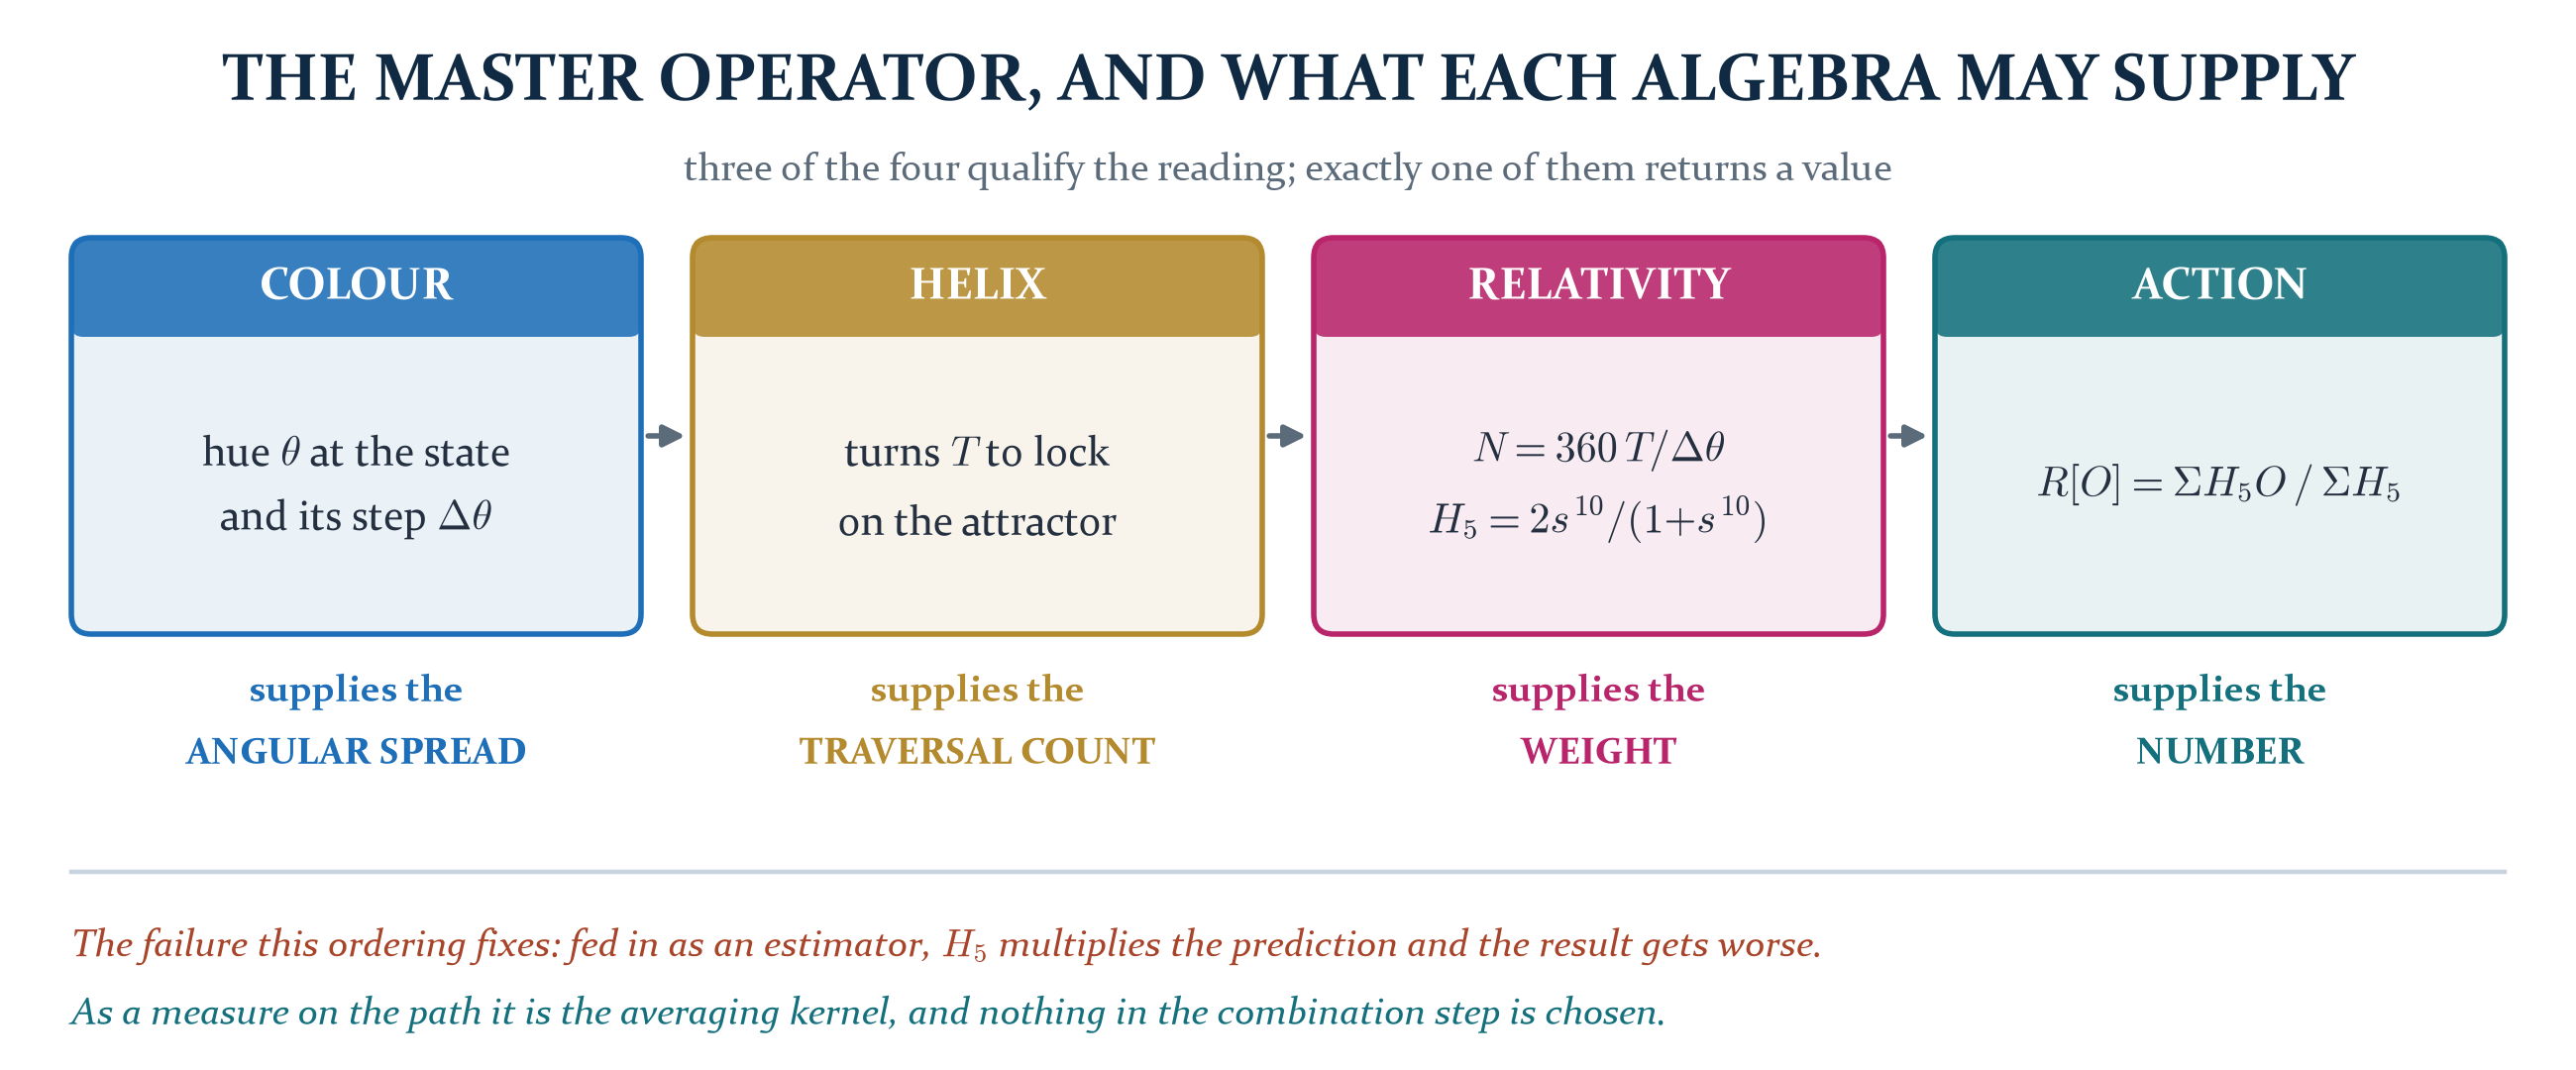 THE MASTER OPERATOR, AND WHAT EACH ALGEBRA MAY SUPPLY
three of the four qualify the reading; exactly one of them returns a value
COLOUR
hue θ at the state
and its step Δθ
supplies the
ANGULAR SPREAD
HELIX
turns T to lock
on the attractor
supplies the
TRAVERSAL COUNT
RELATIVITY
N = 360 T/Δθ
H₅ = 2s¹⁰/(1+s¹⁰)
supplies the
WEIGHT
ACTION
R[O] = ΣH₅O / ΣH₅
supplies the
NUMBER
The failure this ordering fixes: fed in as an estimator, H₅ multiplies the prediction and the result gets worse.
As a measure on the path it is the averaging kernel, and nothing in the combination step is chosen.